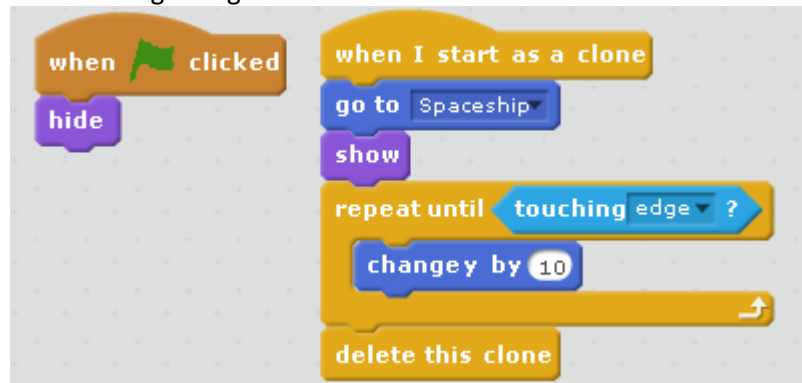 when clicked
hide
when I start as a clone
go to Spaceship
show
repeat until touching edge ?
changey by 10
delete this clone